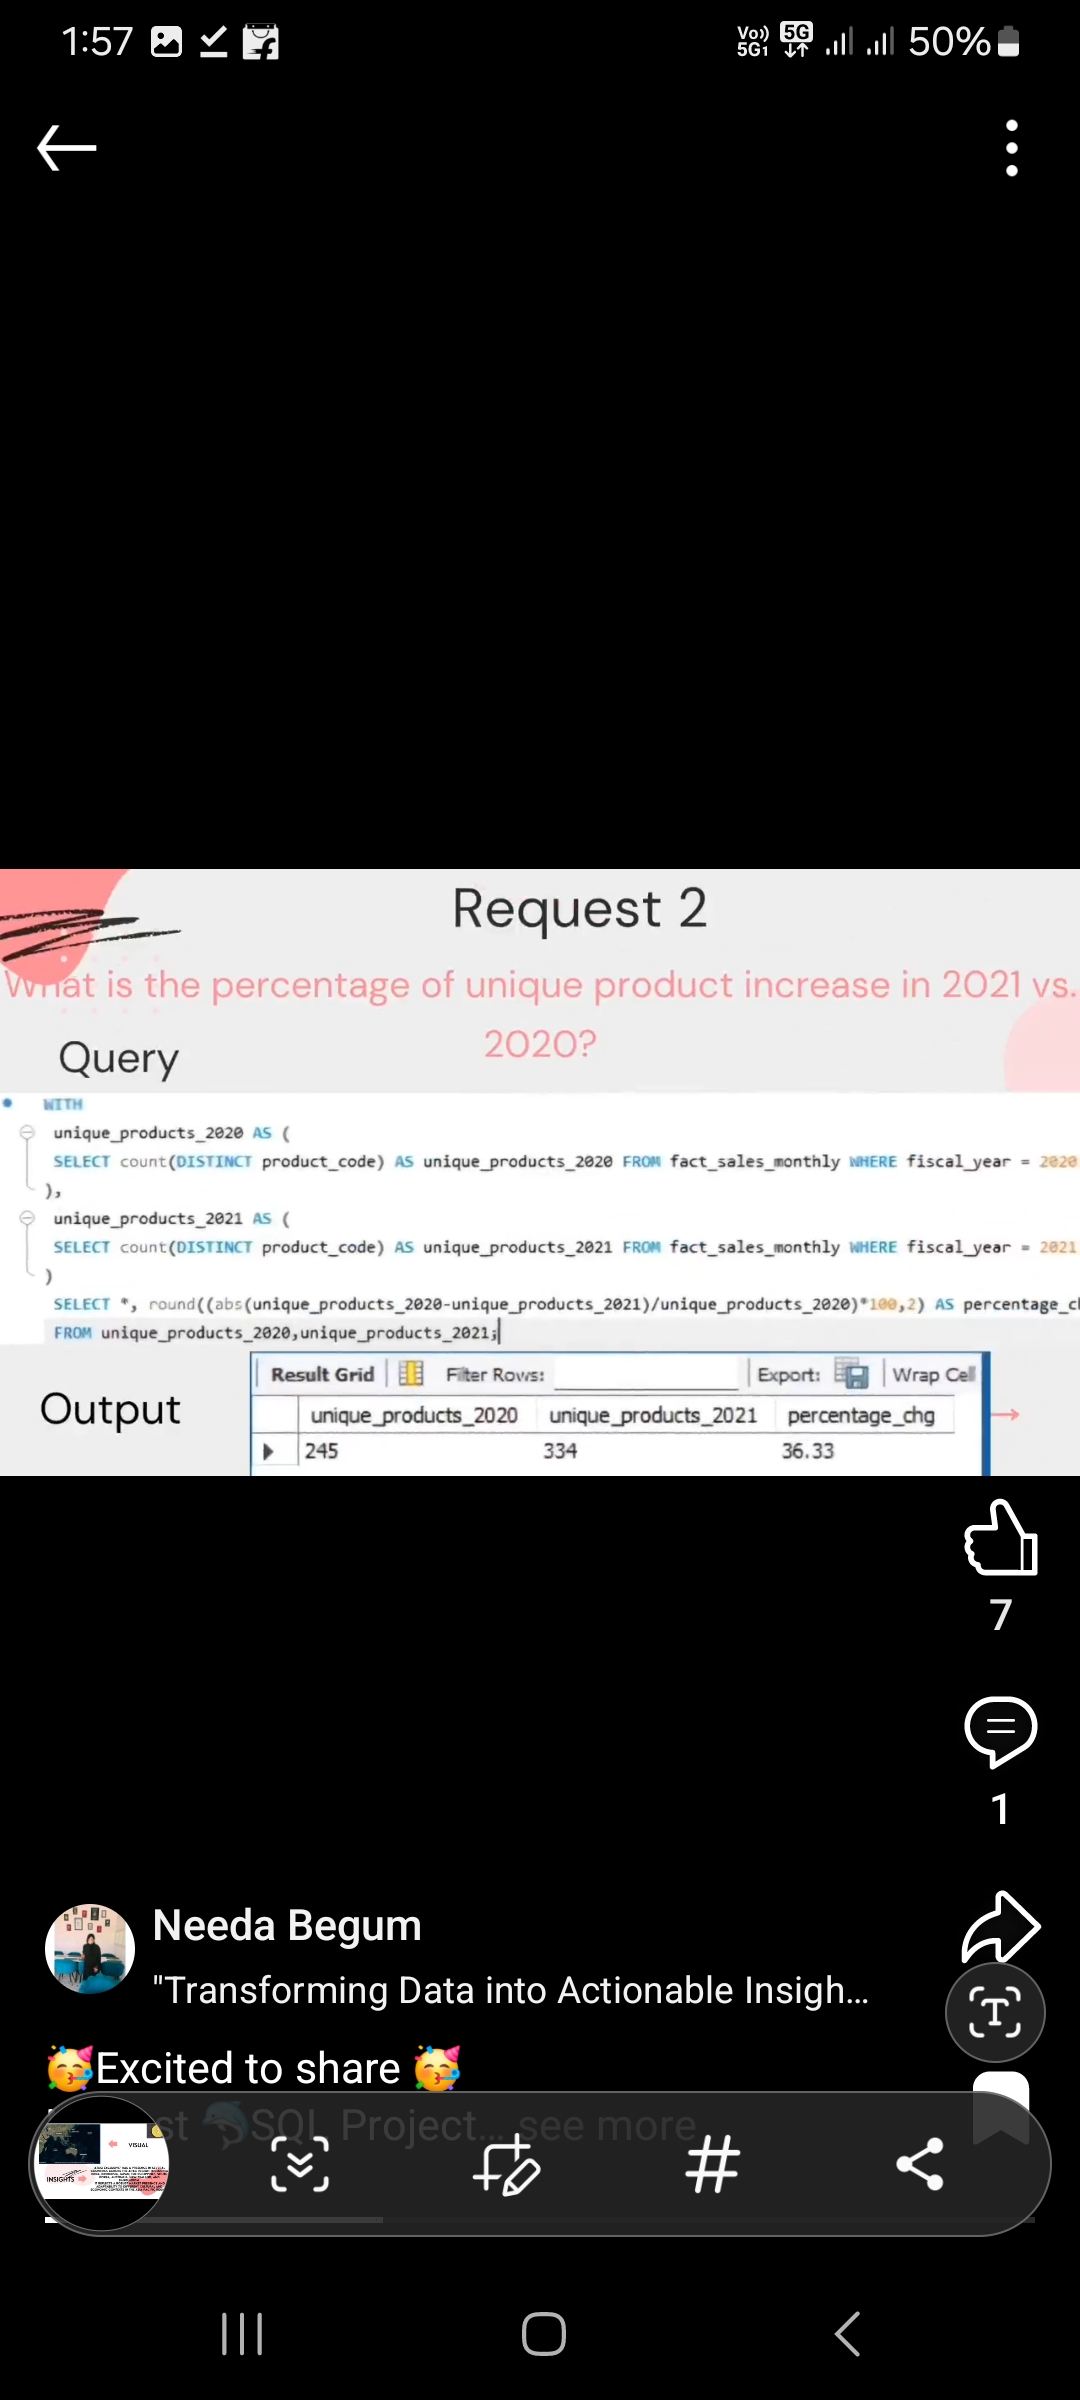 1:57
Vo)) 5G1 5G 50%
Request 2
What is the percentage of unique product increase in 2021 vs.
2020?
Query
WITH
unique_products_2020 AS (
SELECT count(DISTINCT product_code) AS unique_products_2020 FROM fact_sales_monthly WHERE fiscal_year = 2020
),
unique_products_2021 AS (
SELECT count(DISTINCT product_code) AS unique_products_2021 FROM fact_sales_monthly WHERE fiscal_year = 2021
)
SELECT *, round((abs(unique_products_2020-unique_products_2021)/unique_products_2020)*100,2) AS percentage_c
FROM unique_products_2020,unique_products_2021;
Result Grid Filter Rows: Export: Wrap Cell
Output
unique_products_2020 unique_products_2021 percentage_chg
245 334 36.33
7
1
Needa Begum
"Transforming Data into Actionable Insigh...
🥳Excited to share 🥳
st 🐬SQL Project... see more
VISUAL
INSIGHTS